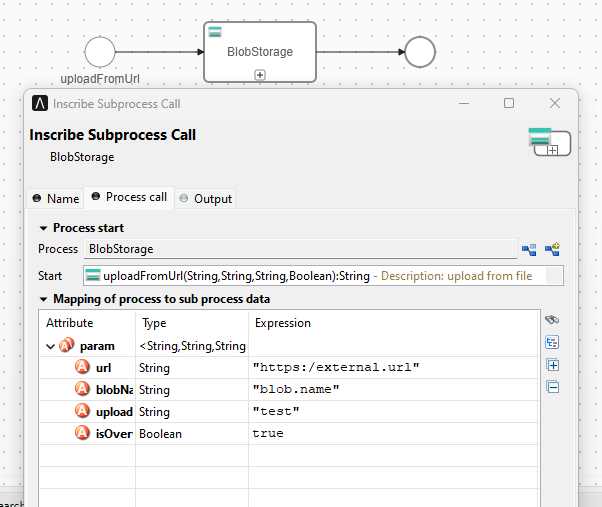 BlobStorage
uploadFromUrl
Inscribe Subprocess Call
Inscribe Subprocess Call
BlobStorage
Name Process call Output
Process start
Process BlobStorage
Start uploadFromUrl(String,String,String,Boolean):String - Description: upload from file
Mapping of process to sub process data
Attribute Type Expression
param <String,String,String
url String "https:/external.url"
blobNa String "blob.name"
upload String "test"
isOver Boolean true
earch